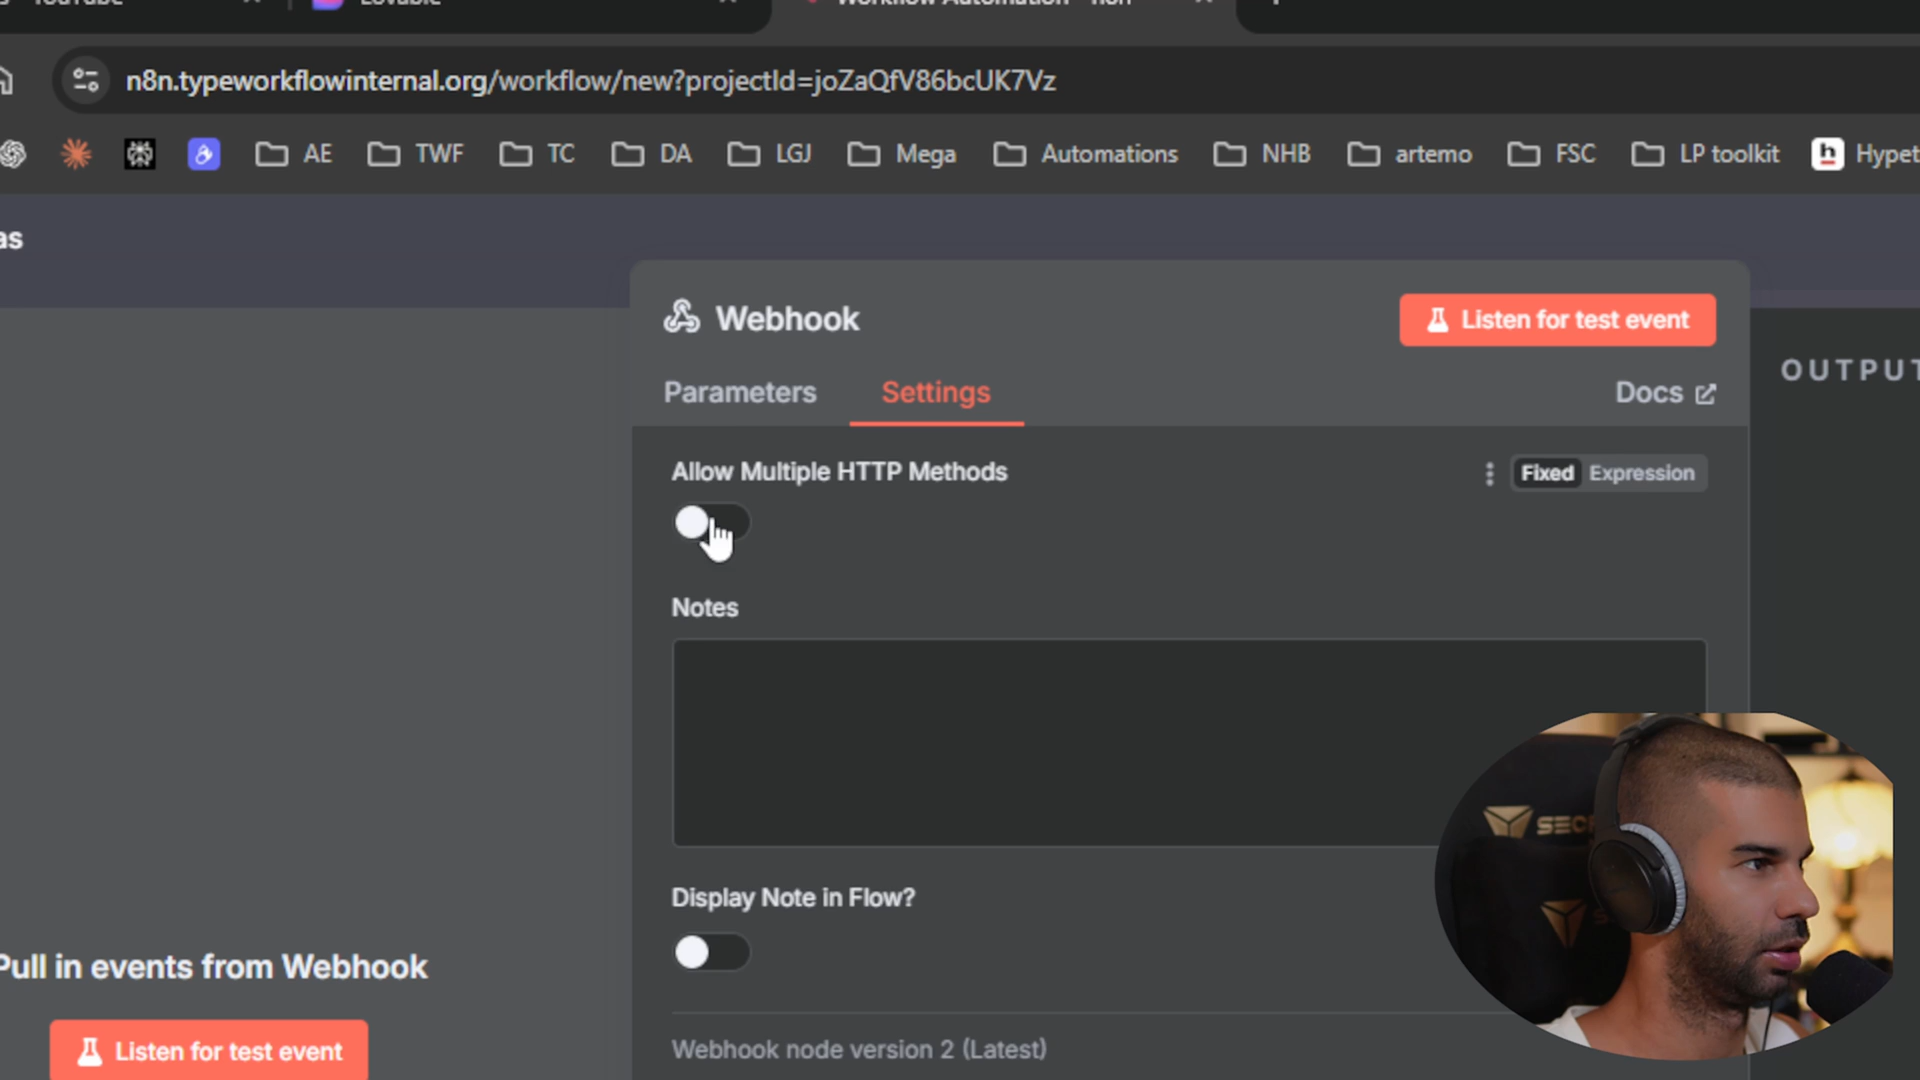 n8n.typeworkflowinternal.org/workflow/new?projectId=joZaQfV86bcUK7Vz
AE TWF TC DA LGJ Mega Automations NHB artemo FSC LP toolkit
as
Webhook
Listen for test event
OUTPUT
Parameters Settings Docs
Allow Multiple HTTP Methods
Fixed Expression
Notes
Display Note in Flow?
Pull in events from Webhook
Listen for test event
Webhook node version 2 (Latest)